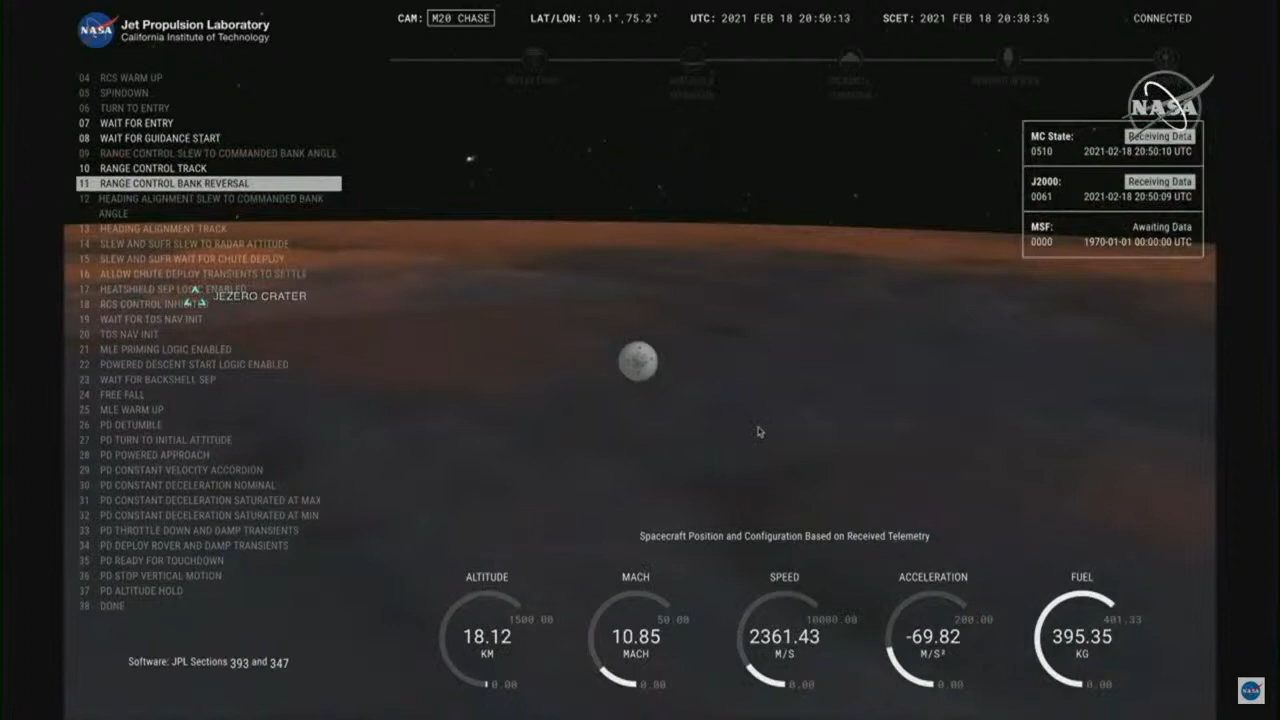 NASA
Jet Propulsion Laboratory
California Institute of Technology
CAM: M20 CHASE
LAT/LON: 19.1°,75.2°
UTC: 2021 FEB 18 20:50:13
SCET: 2021 FEB 18 20:38:35
CONNECTED
04 RCS WARM UP
05 SPINDOWN
06 TURN TO ENTRY
07 WAIT FOR ENTRY
08 WAIT FOR GUIDANCE START
09 RANGE CONTROL SLEW TO COMMANDED BANK ANGLE
10 RANGE CONTROL TRACK
11 RANGE CONTROL BANK REVERSAL
12 HEADING ALIGNMENT SLEW TO COMMANDED BANK
ANGLE
13 HEADING ALIGNMENT TRACK
14 SLEW AND SUFR SLEW TO RADAR ATTITUDE
15 SLEW AND SUFR WAIT FOR CHUTE DEPLOY
16 ALLOW CHUTE DEPLOY TRANSIENTS TO SETTLE
17 HEATSHIELD SEP LOGIC ENABLED
JEZERO CRATER
18 RCS CONTROL INHIBITED
19 WAIT FOR TDS NAV INIT
20 TDS NAV INIT
21 MLE PRIMING LOGIC ENABLED
22 POWERED DESCENT START LOGIC ENABLED
23 WAIT FOR BACKSHELL SEP
24 FREE FALL
25 MLE WARM UP
26 PD DETUMBLE
27 PD TURN TO INITIAL ATTITUDE
28 PD POWERED APPROACH
29 PD CONSTANT VELOCITY ACCORDION
30 PD CONSTANT DECELERATION NOMINAL
31 PD CONSTANT DECELERATION SATURATED AT MAX
32 PD CONSTANT DECELERATION SATURATED AT MIN
33 PD THROTTLE DOWN AND DAMP TRANSIENTS
34 PD DEPLOY ROVER AND DAMP TRANSIENTS
35 PD READY FOR TOUCHDOWN
36 PD STOP VERTICAL MOTION
37 PD ALTITUDE HOLD
38 DONE
Software: JPL Sections 393 and 347
NASA
MC State: Receiving Data
0510 2021-02-18 20:50:10 UTC
J2000: Receiving Data
0061 2021-02-18 20:50:09 UTC
MSF: Awaiting Data
0000 1970-01-01 00:00:00 UTC
Spacecraft Position and Configuration Based on Received Telemetry
ALTITUDE
1500.00
18.12
KM
0.00
MACH
50.00
10.85
MACH
0.00
SPEED
10000.00
2361.43
M/S
0.00
ACCELERATION
200.00
-69.82
M/S²
0.00
FUEL
401.33
395.35
KG
0.00
NASA